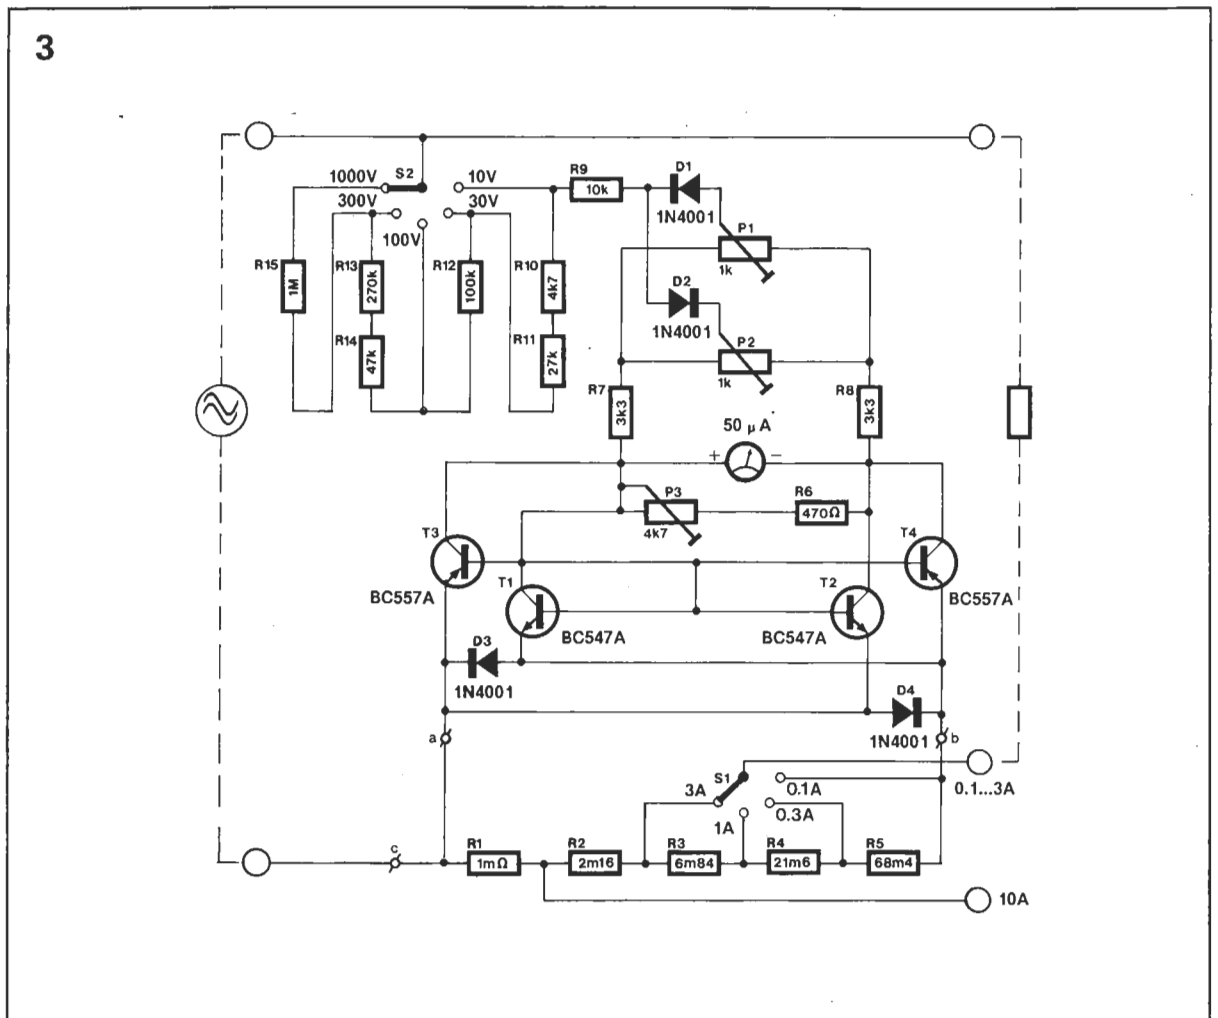 3
1000V
S2
10V
300V
30V
100V
R9
10k
D1
1N4001
P1
1k
D2
1N4001
P2
1k
R15
1M
R13
270k
R14
47k
R12
100k
R10
4k7
R11
27k
R7
3k3
R8
3k3
50 μA
+
−
P3
4k7
R6
470Ω
T3
BC557A
T4
BC557A
T1
BC547A
T2
BC547A
D3
1N4001
D4
1N4001
a
b
S1
3A
0.1A
0.3A
1A
0.1...3A
c
R1
1mΩ
R2
2m16
R3
6m84
R4
21m6
R5
68m4
10A